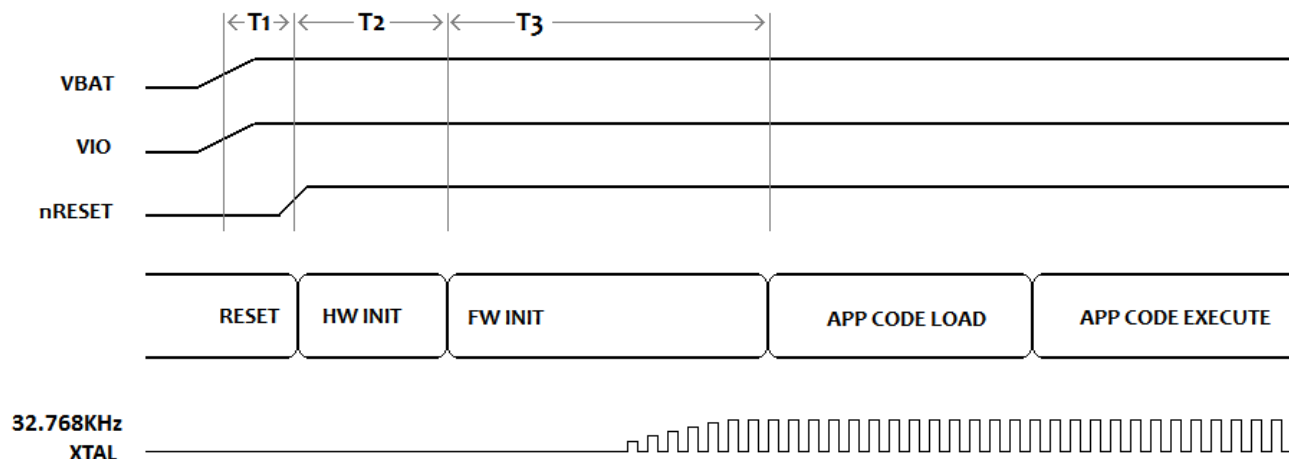 T1 T2 T3
VBAT
VIO
nRESET
RESET HW INIT FW INIT APP CODE LOAD APP CODE EXECUTE
32.768KHz
XTAL